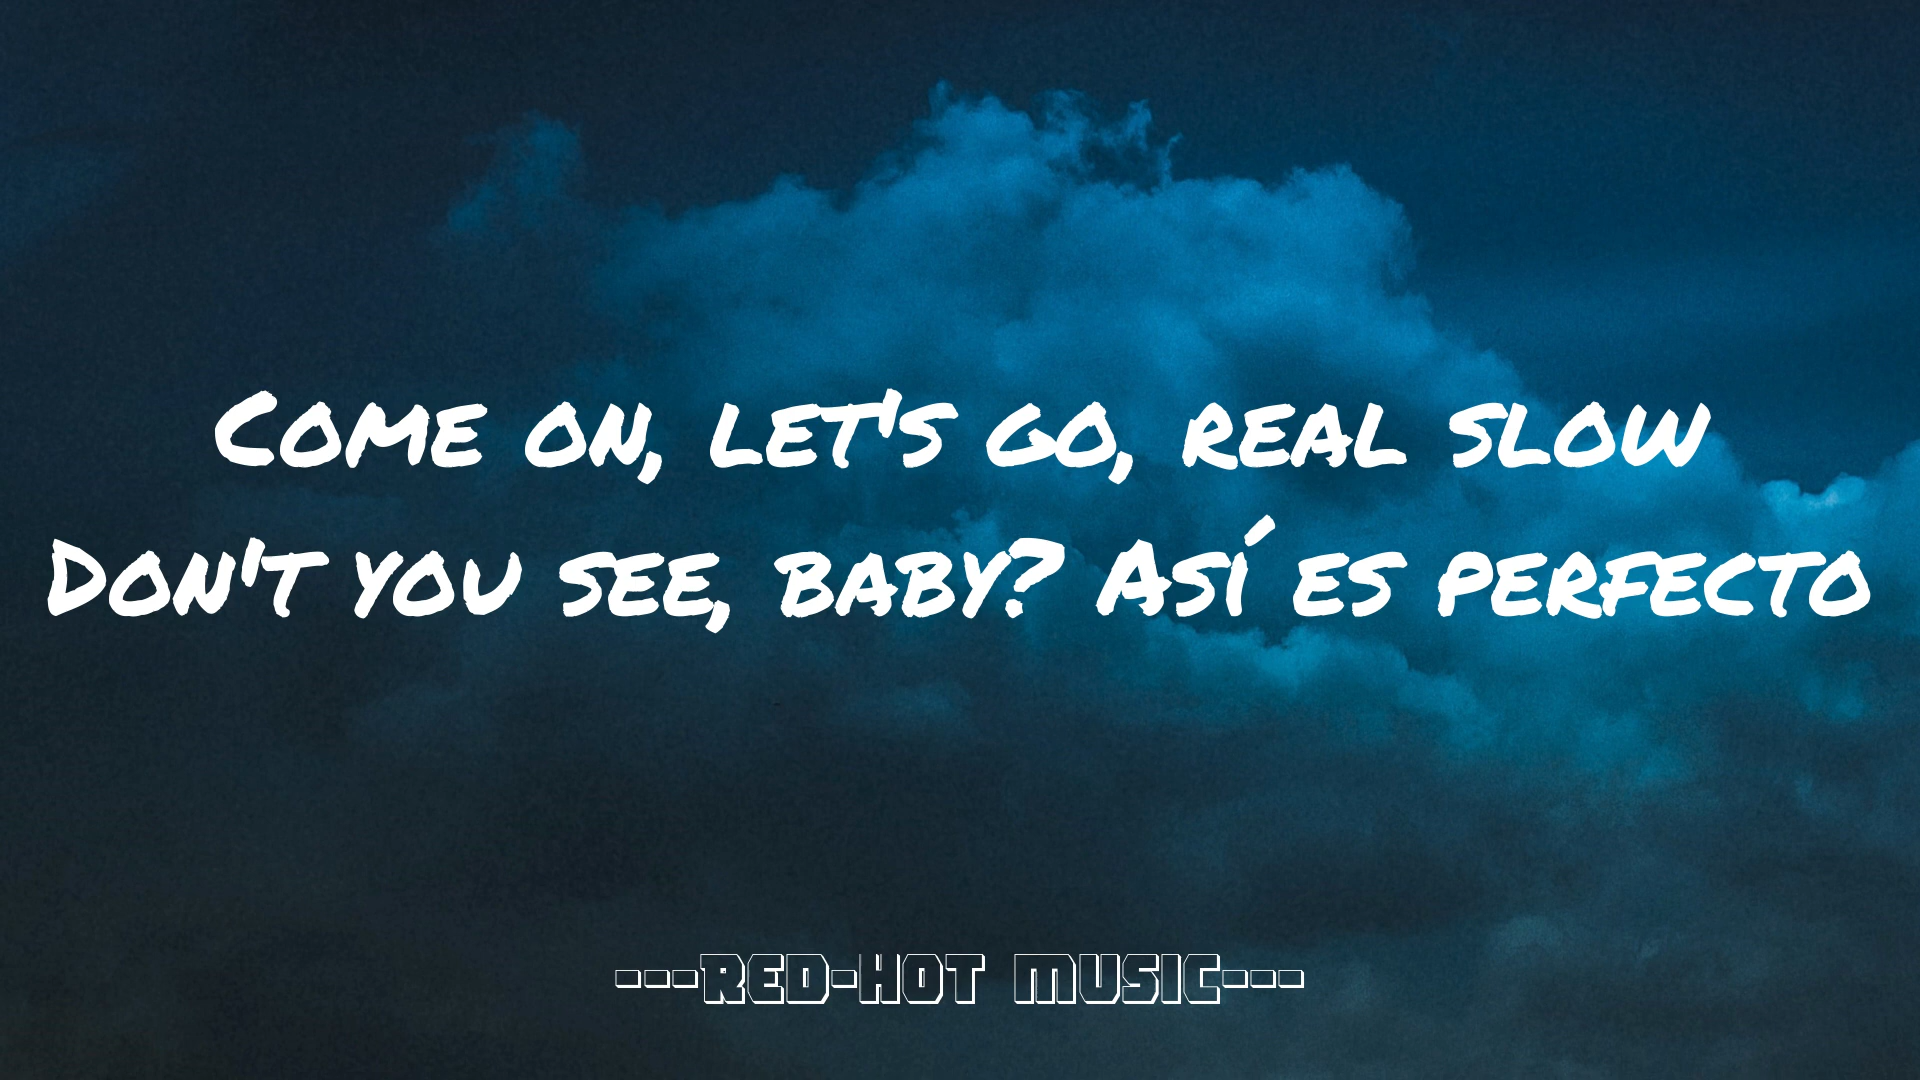 Come on, let's go, real slow
Don't you see, baby? Así es perfecto
---RED-HOT MUSIC---